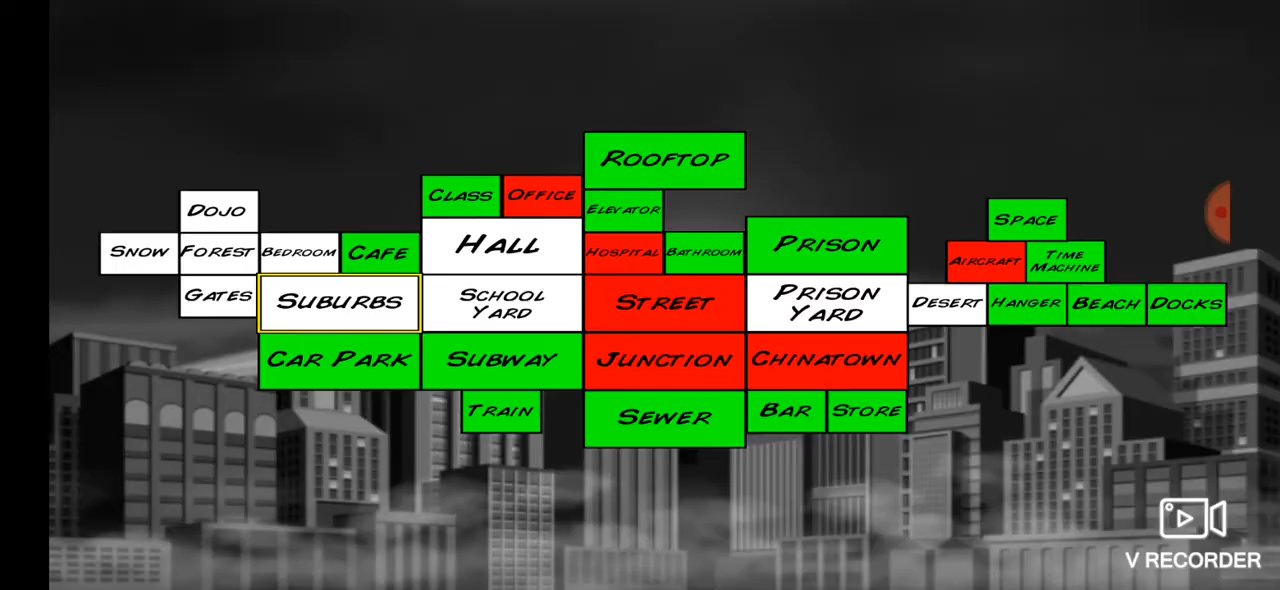 ROOFTOP
CLASS
OFFICE
ELEVATOR
DOJO
SPACE
SNOW
FOREST
BEDROOM
CAFE
HALL
HOSPITAL
BATHROOM
PRISON
AIRCRAFT
TIME
MACHINE
GATES
SUBURBS
SCHOOL
YARD
STREET
PRISON
YARD
DESERT
HANGER
BEACH
DOCKS
CAR PARK
SUBWAY
JUNCTION
CHINATOWN
TRAIN
SEWER
BAR
STORE
V RECORDER